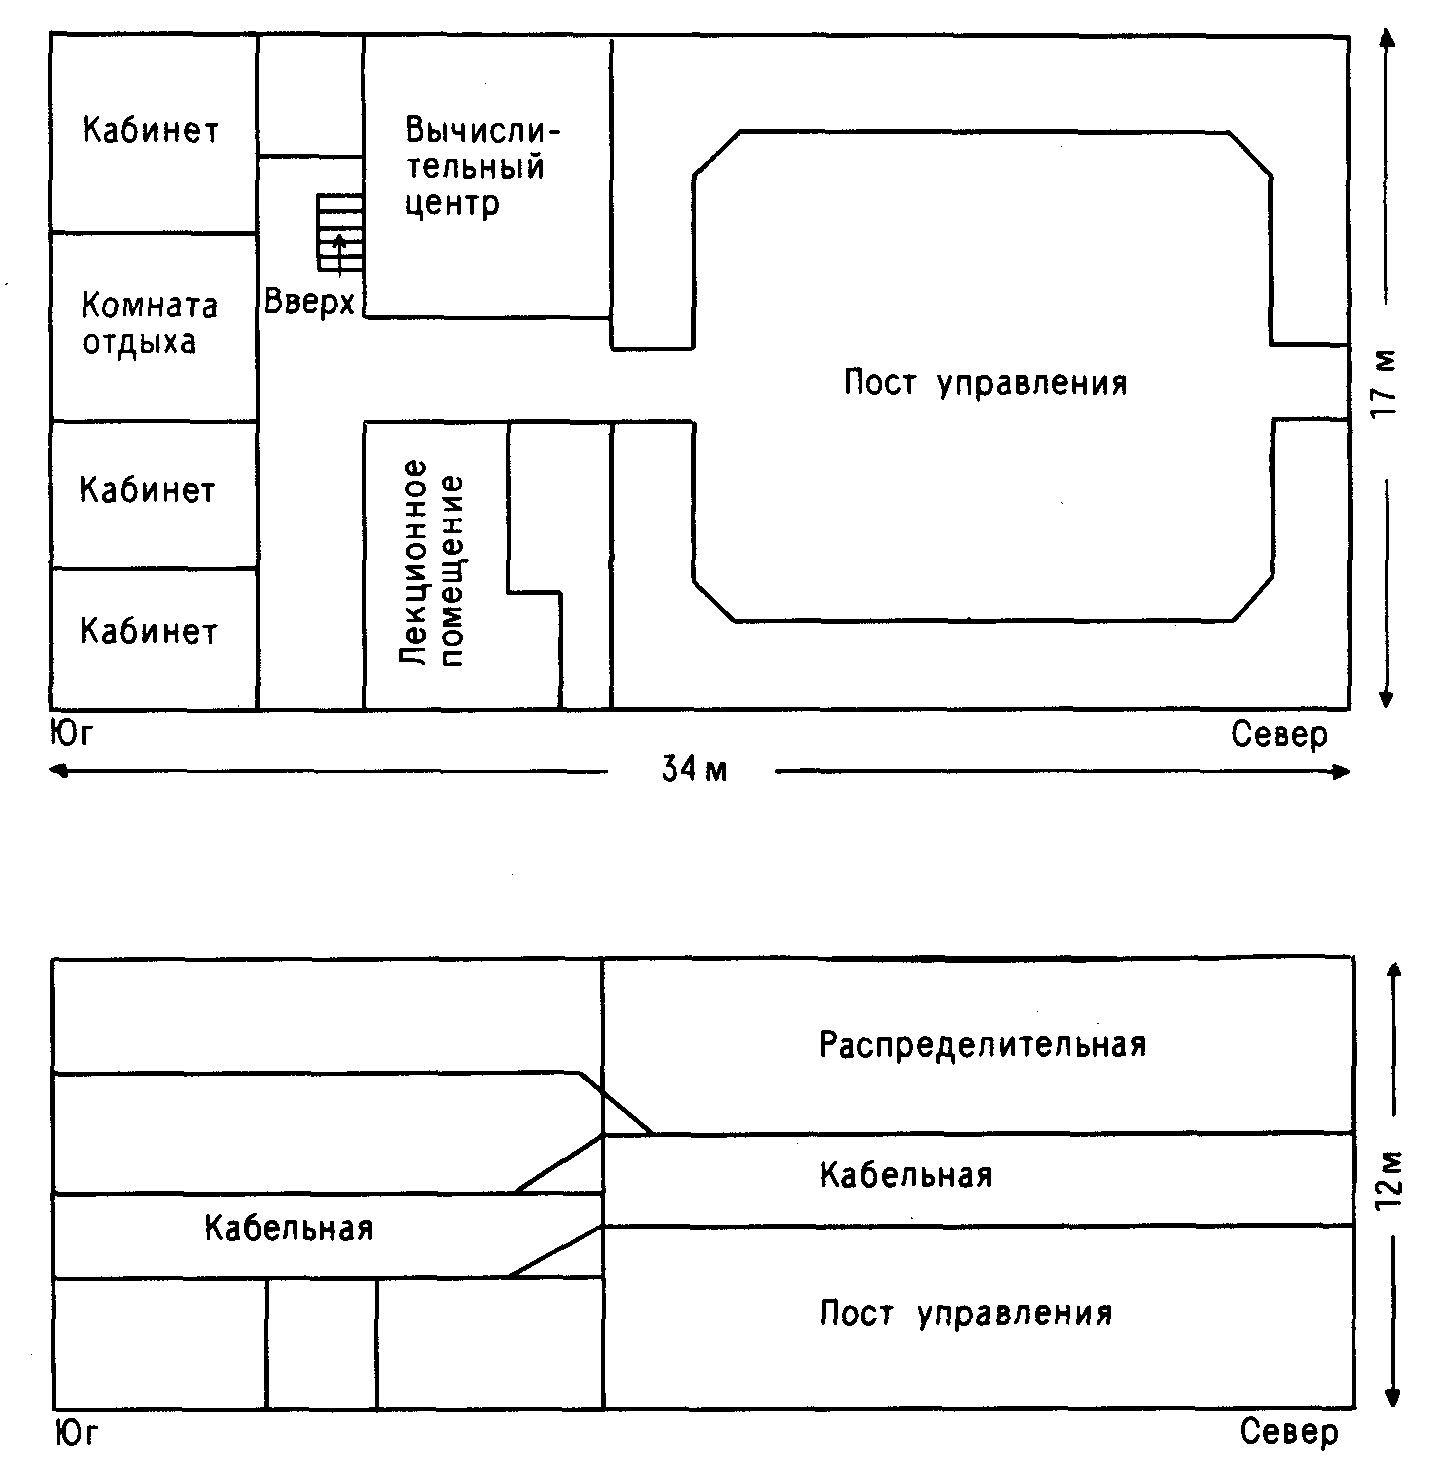 Кабинет
Вычисли-
тельный
центр
Комната
отдыха
Вверх
Пост управления
17 м
Кабинет
Лекционное
помещение
Кабинет
Юг
Север
34 м
Распределительная
Кабельная
12 м
Кабельная
Пост управления
Юг
Север